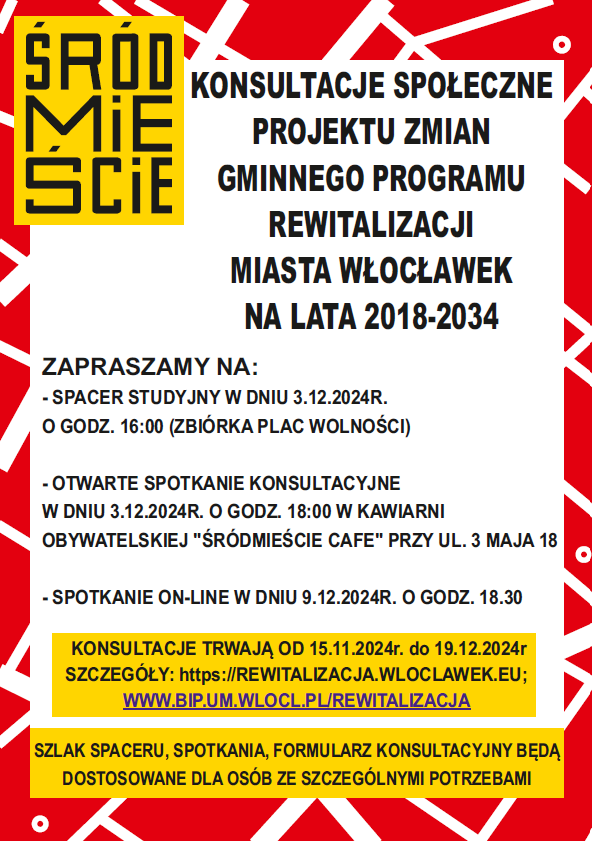 ŚRÓD
MiE
ŚCiE
KONSULTACJE SPOŁECZNE
PROJEKTU ZMIAN
GMINNEGO PROGRAMU
REWITALIZACJI
MIASTA WŁOCŁAWEK
NA LATA 2018-2034
ZAPRASZAMY NA:
- SPACER STUDYJNY W DNIU 3.12.2024R.
O GODZ. 16:00 (ZBIÓRKA PLAC WOLNOŚCI)
- OTWARTE SPOTKANIE KONSULTACYJNE
W DNIU 3.12.2024R. O GODZ. 18:00 W KAWIARNI
OBYWATELSKIEJ "ŚRÓDMIEŚCIE CAFE" PRZY UL. 3 MAJA 18
- SPOTKANIE ON-LINE W DNIU 9.12.2024R. O GODZ. 18.30
KONSULTACJE TRWAJĄ OD 15.11.2024r. do 19.12.2024r
SZCZEGÓŁY: https://REWITALIZACJA.WLOCLAWEK.EU;
WWW.BIP.UM.WLOCL.PL/REWITALIZACJA
SZLAK SPACERU, SPOTKANIA, FORMULARZ KONSULTACYJNY BĘDĄ
DOSTOSOWANE DLA OSÓB ZE SZCZEGÓLNYMI POTRZEBAMI